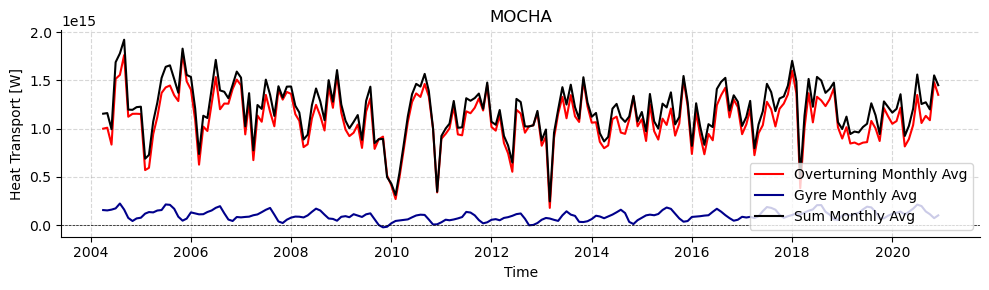 MOCHA
1e15
Heat Transport [W]
2.0
1.5
1.0
0.5
0.0
Overturning Monthly Avg
Gyre Monthly Avg
Sum Monthly Avg
2004 2006 2008 2010 2012 2014 2016 2018 2020
Time